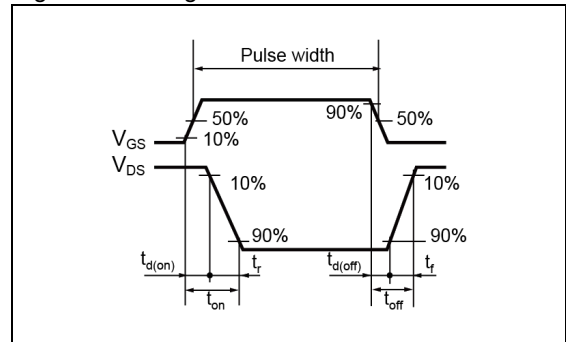 Pulse width
50%
90%
50%
10%
VGS
VDS
10%
10%
90%
90%
td(on)
tr
td(off)
tf
ton
toff